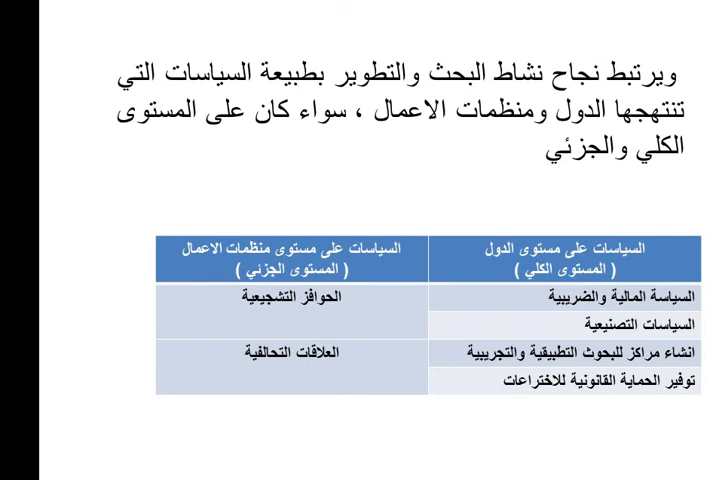 ويرتبط نجاح نشاط البحث والتطوير بطبيعة السياسات التي
تنتهجها الدول ومنظمات الاعمال ، سواء كان على المستوى
الكلي والجزئي
السياسات على مستوى الدول
( المستوى الكلي )
السياسات على مستوى منظمات الاعمال
( المستوى الجزئي )
السياسة المالية والضريبية
الحوافز التشجيعية
السياسات التصنيعية
انشاء مراكز للبحوث التطبيقية والتجريبية
العلاقات التحالفية
توفير الحماية القانونية للاختراعات